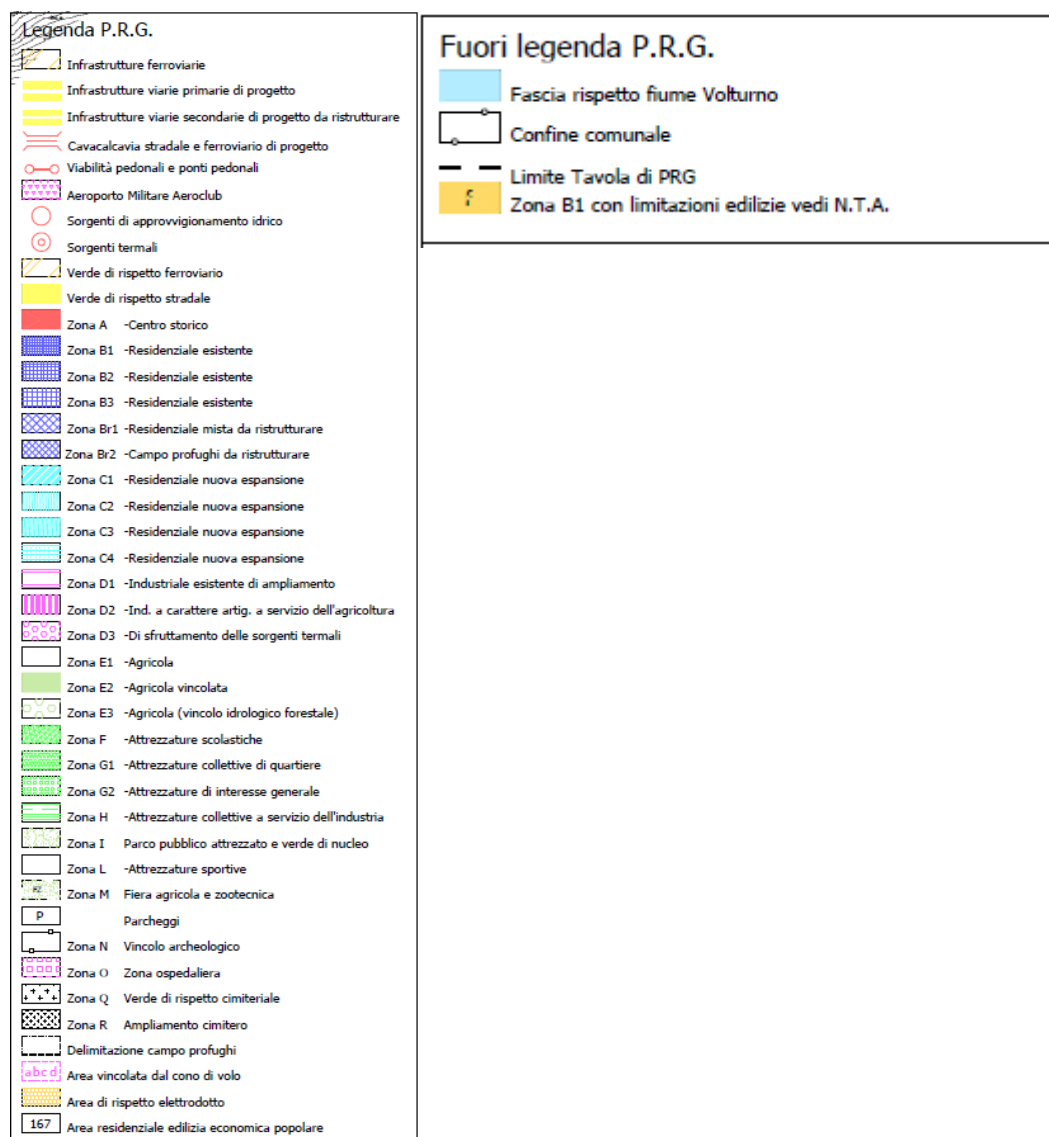 Legenda P.R.G.
Infrastrutture ferroviarie
Infrastrutture viarie primarie di progetto
Infrastrutture viarie secondarie di progetto da ristrutturare
Cavacalcavia stradale e ferroviario di progetto
Viabilità pedonali e ponti pedonali
Aeroporto Militare Aeroclub
Sorgenti di approvvigionamento idrico
Sorgenti termali
Verde di rispetto ferroviario
Verde di rispetto stradale
Zona A -Centro storico
Zona B1 -Residenziale esistente
Zona B2 -Residenziale esistente
Zona B3 -Residenziale esistente
Zona Br1 -Residenziale mista da ristrutturare
Zona Br2 -Campo profughi da ristrutturare
Zona C1 -Residenziale nuova espansione
Zona C2 -Residenziale nuova espansione
Zona C3 -Residenziale nuova espansione
Zona C4 -Residenziale nuova espansione
Zona D1 -Industriale esistente di ampliamento
Zona D2 -Ind. a carattere artig. a servizio dell'agricoltura
Zona D3 -Di sfruttamento delle sorgenti termali
Zona E1 -Agricola
Zona E2 -Agricola vincolata
Zona E3 -Agricola (vincolo idrologico forestale)
Zona F -Attrezzature scolastiche
Zona G1 -Attrezzature collettive di quartiere
Zona G2 -Attrezzature di interesse generale
Zona H -Attrezzature collettive a servizio dell'industria
Zona I Parco pubblico attrezzato e verde di nucleo
Zona L -Attrezzature sportive
Zona M Fiera agricola e zootecnica
P Parcheggi
Zona N Vincolo archeologico
Zona O Zona ospedaliera
Zona Q Verde di rispetto cimiteriale
Zona R Ampliamento cimitero
Delimitazione campo profughi
abcd Area vincolata dal cono di volo
Area di rispetto elettrodotto
167 Area residenziale edilizia economica popolare
Fuori legenda P.R.G.
Fascia rispetto fiume Volturno
Confine comunale
Limite Tavola di PRG
Zona B1 con limitazioni edilizie vedi N.T.A.